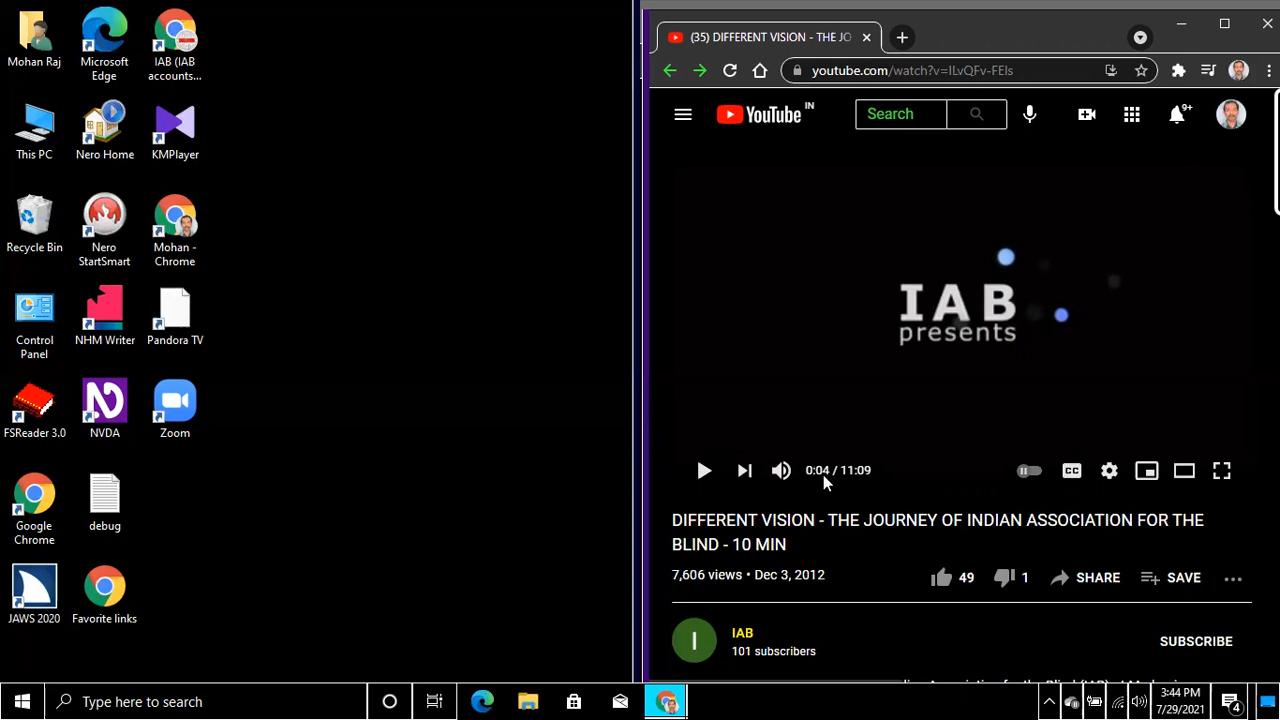 Mohan Raj
Microsoft
Edge
IAB (IAB
accounts...
This PC
Nero Home
KMPlayer
Recycle Bin
Nero
StartSmart
Mohan -
Chrome
Control
Panel
NHM Writer
Pandora TV
FSReader 3.0
NVDA
Zoom
Google
Chrome
debug
JAWS 2020
Favorite links
(35) DIFFERENT VISION - THE JO
youtube.com/watch?v=ILvQFv-FEIs
YouTube IN
Search
9+
IAB
presents
0:04 / 11:09
CC
DIFFERENT VISION - THE JOURNEY OF INDIAN ASSOCIATION FOR THE
BLIND - 10 MIN
7,606 views • Dec 3, 2012
49
1
SHARE
SAVE
I
IAB
101 subscribers
SUBSCRIBE
Type here to search
3:44 PM
7/29/2021
4